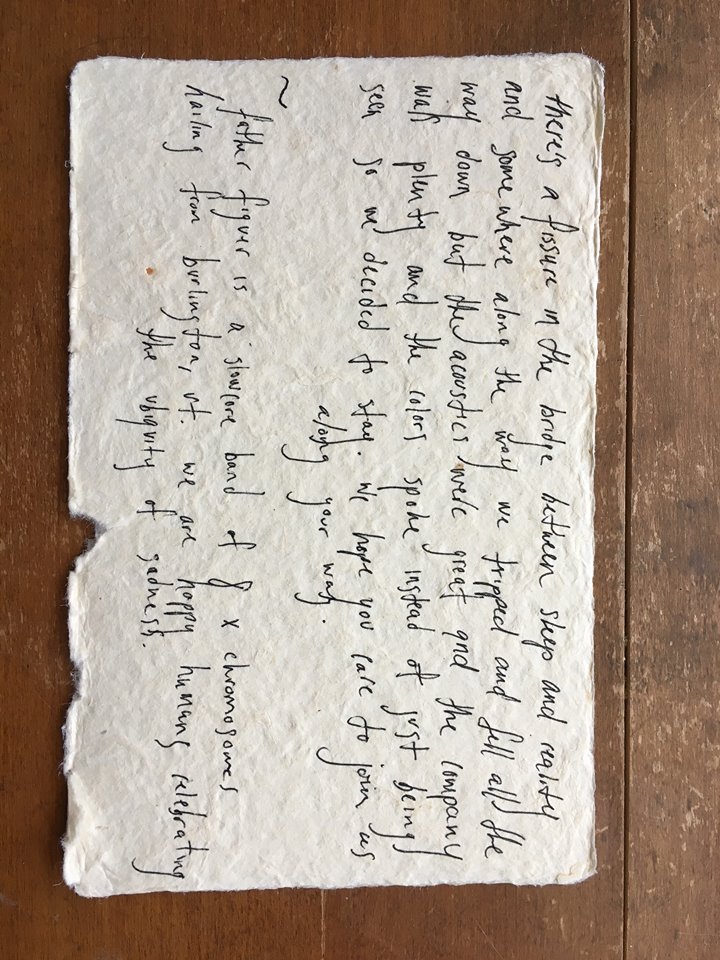 there's a fissure in the bridge between sleep and reality
and somewhere along the way we tripped and fell all the
way down but the acoustics were great and the company
was plenty and the colors spoke instead of just being
seen so we decided to stay. we hope you care to join us
along your way.
~
father figuer is a slowcore band of 8 x chromosomes
hailing from burlington, vt. we are happy humans celebrating
the ubiquity of sadness.